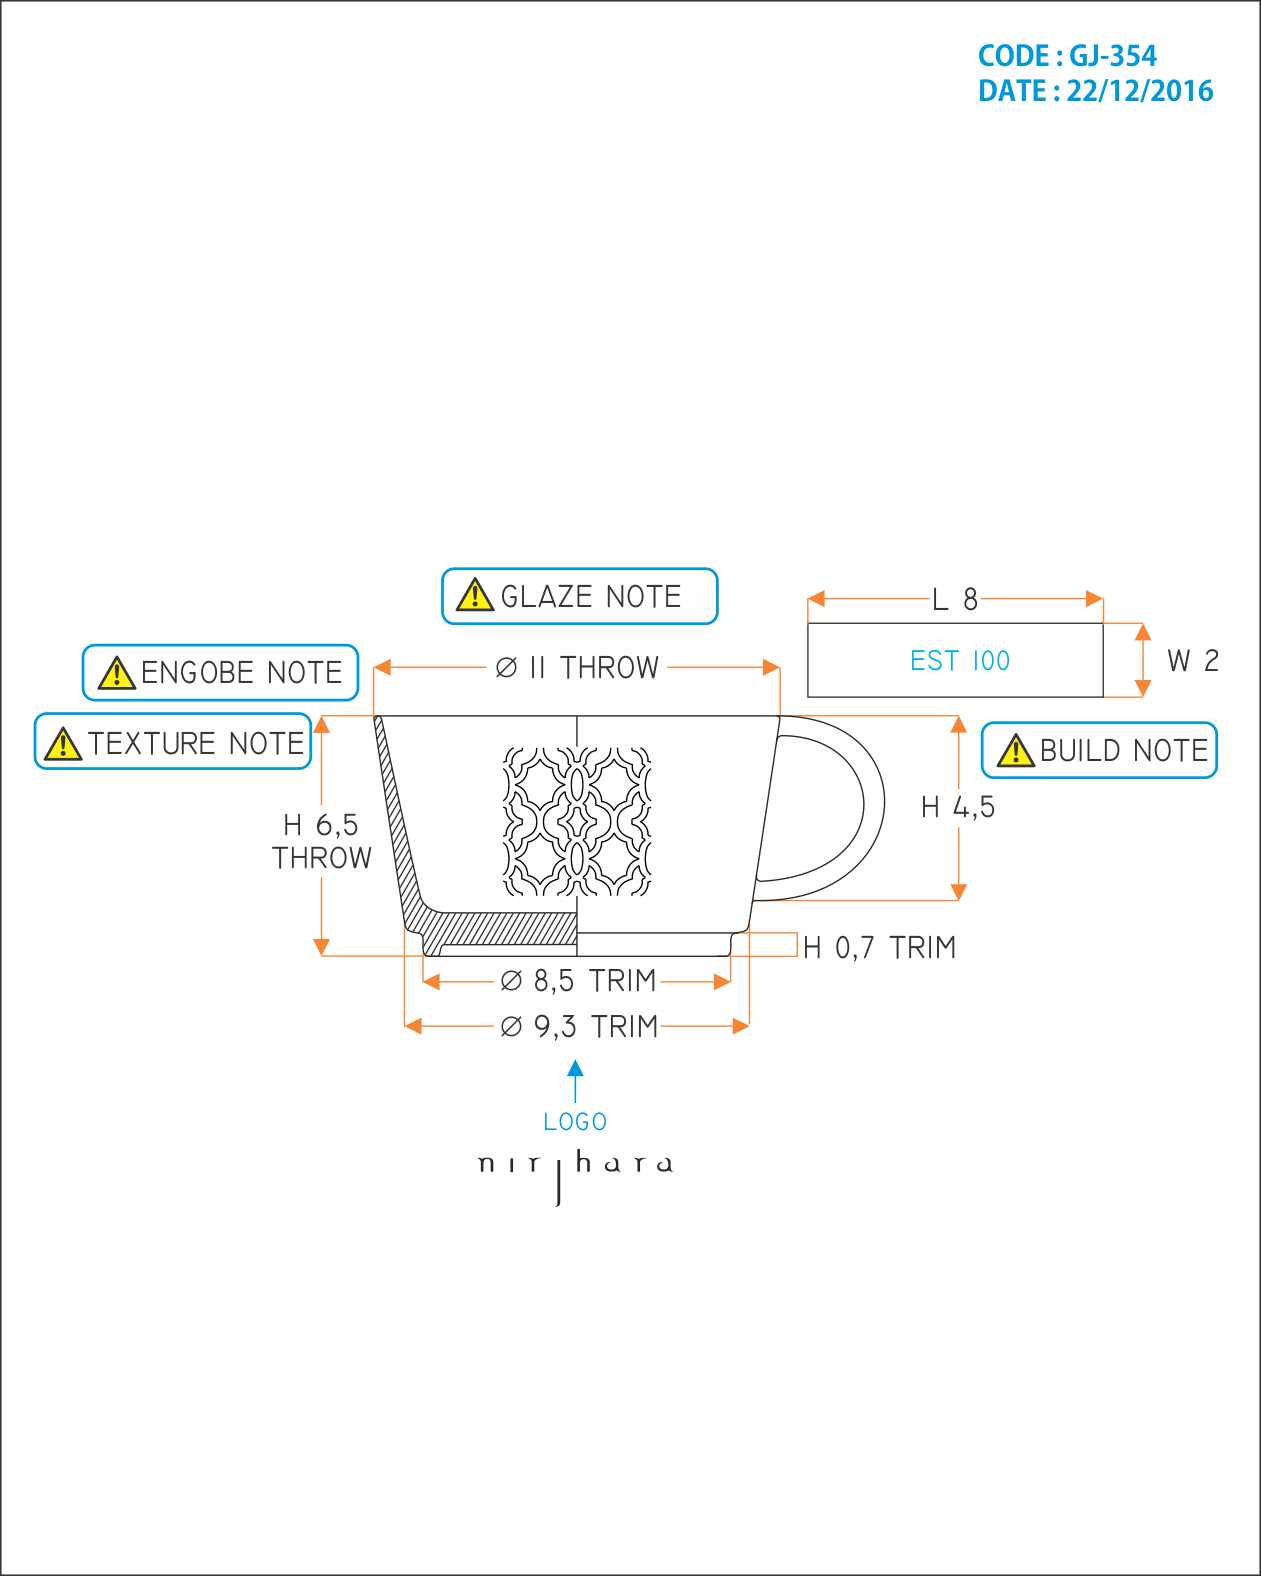 CODE : GJ-354
DATE : 22/12/2016
GLAZE NOTE
L 8
EST 100
W 2
ENGOBE NOTE
Ø 11 THROW
TEXTURE NOTE
BUILD NOTE
H 6,5
THROW
H 4,5
H 0,7 TRIM
Ø 8,5 TRIM
Ø 9,3 TRIM
LOGO
nirjhara